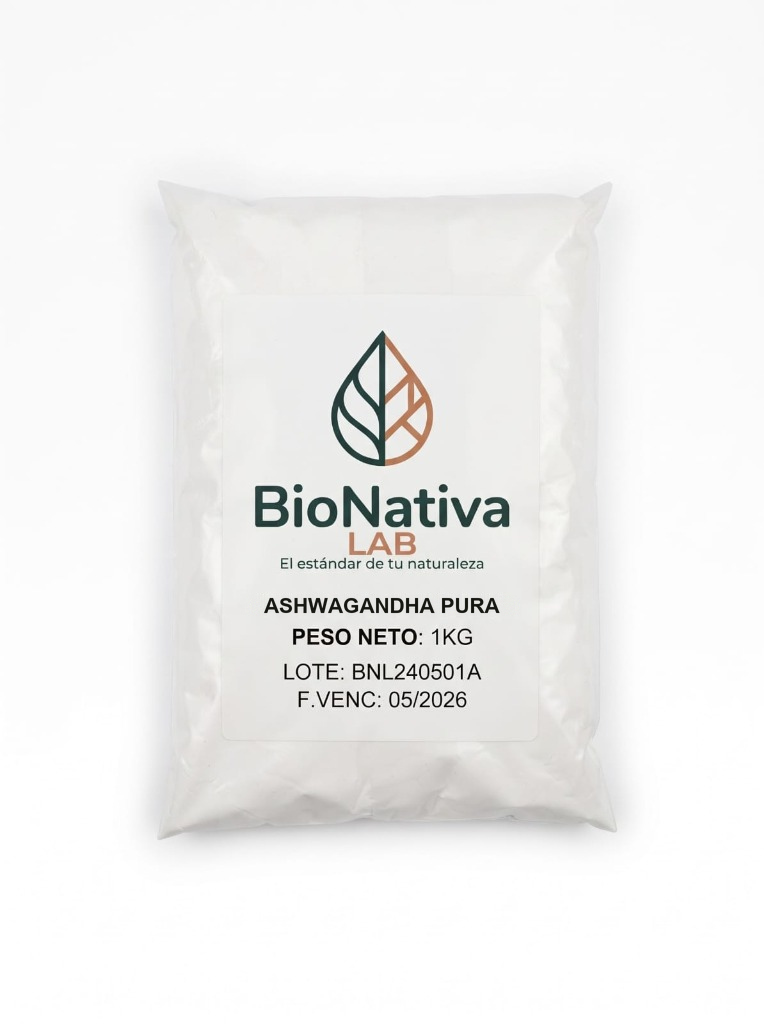 BioNativa
LAB
El estándar de tu naturaleza
ASHWAGANDHA PURA
PESO NETO: 1KG
LOTE: BNL240501A
F.VENC: 05/2026